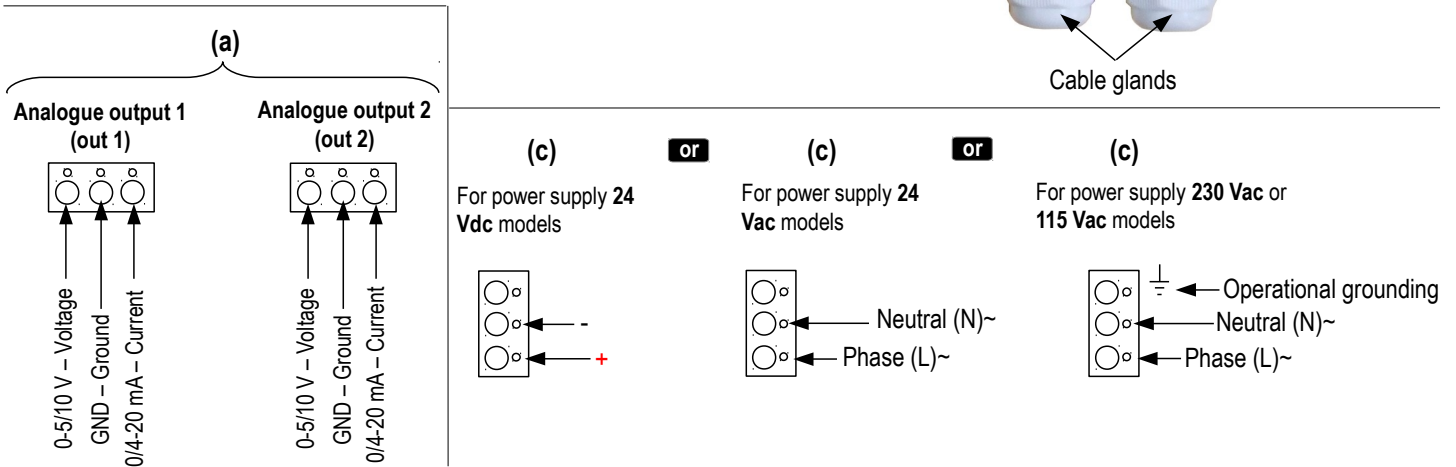 Cable glands
(a)
Analogue output 1
(out 1)
0-5/10 V – Voltage
GND – Ground
0/4-20 mA – Current
Analogue output 2
(out 2)
0-5/10 V – Voltage
GND – Ground
0/4-20 mA – Current
(c)
For power supply 24
Vdc models
-
+
or
(c)
For power supply 24
Vac models
Neutral (N)~
Phase (L)~
or
(c)
For power supply 230 Vac or
115 Vac models
Operational grounding
Neutral (N)~
Phase (L)~